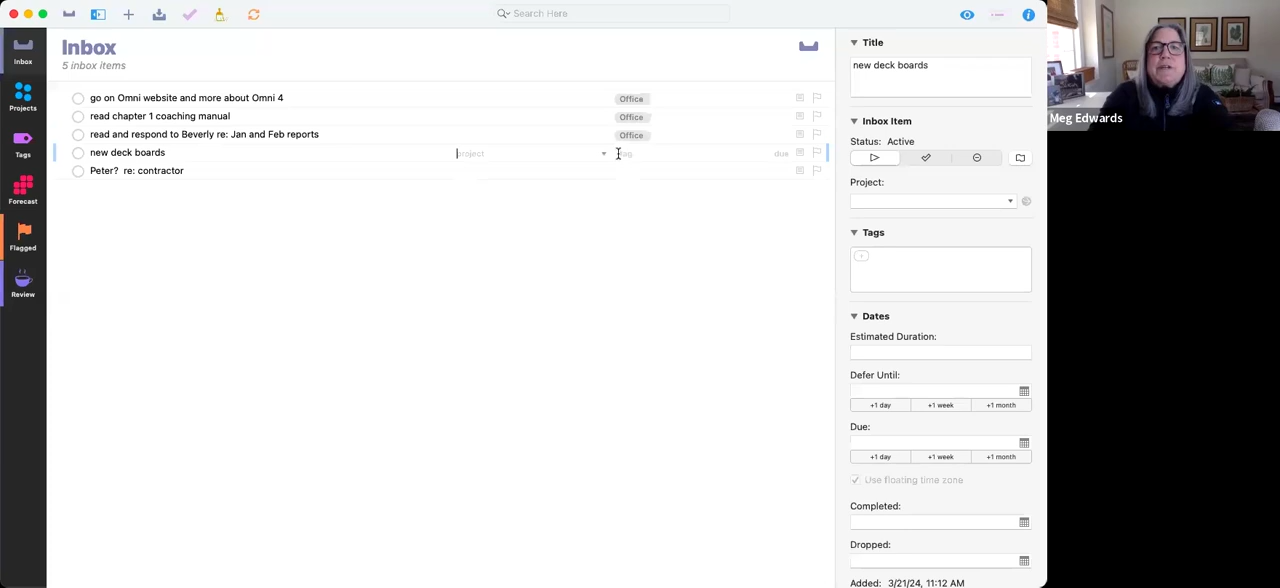 Search Here
Inbox
Projects
Tags
Forecast
Flagged
Review
Inbox
5 inbox items
go on Omni website and more about Omni 4
Office
read chapter 1 coaching manual
Office
read and respond to Beverly re: Jan and Feb reports
Office
new deck boards
project
tag
due
Peter? re: contractor
Title
new deck boards
Inbox Item
Status: Active
Project:
Tags
Dates
Estimated Duration:
Defer Until:
+1 day
+1 week
+1 month
Due:
+1 day
+1 week
+1 month
Use floating time zone
Completed:
Dropped:
Added: 3/21/24, 11:12 AM
Meg Edwards